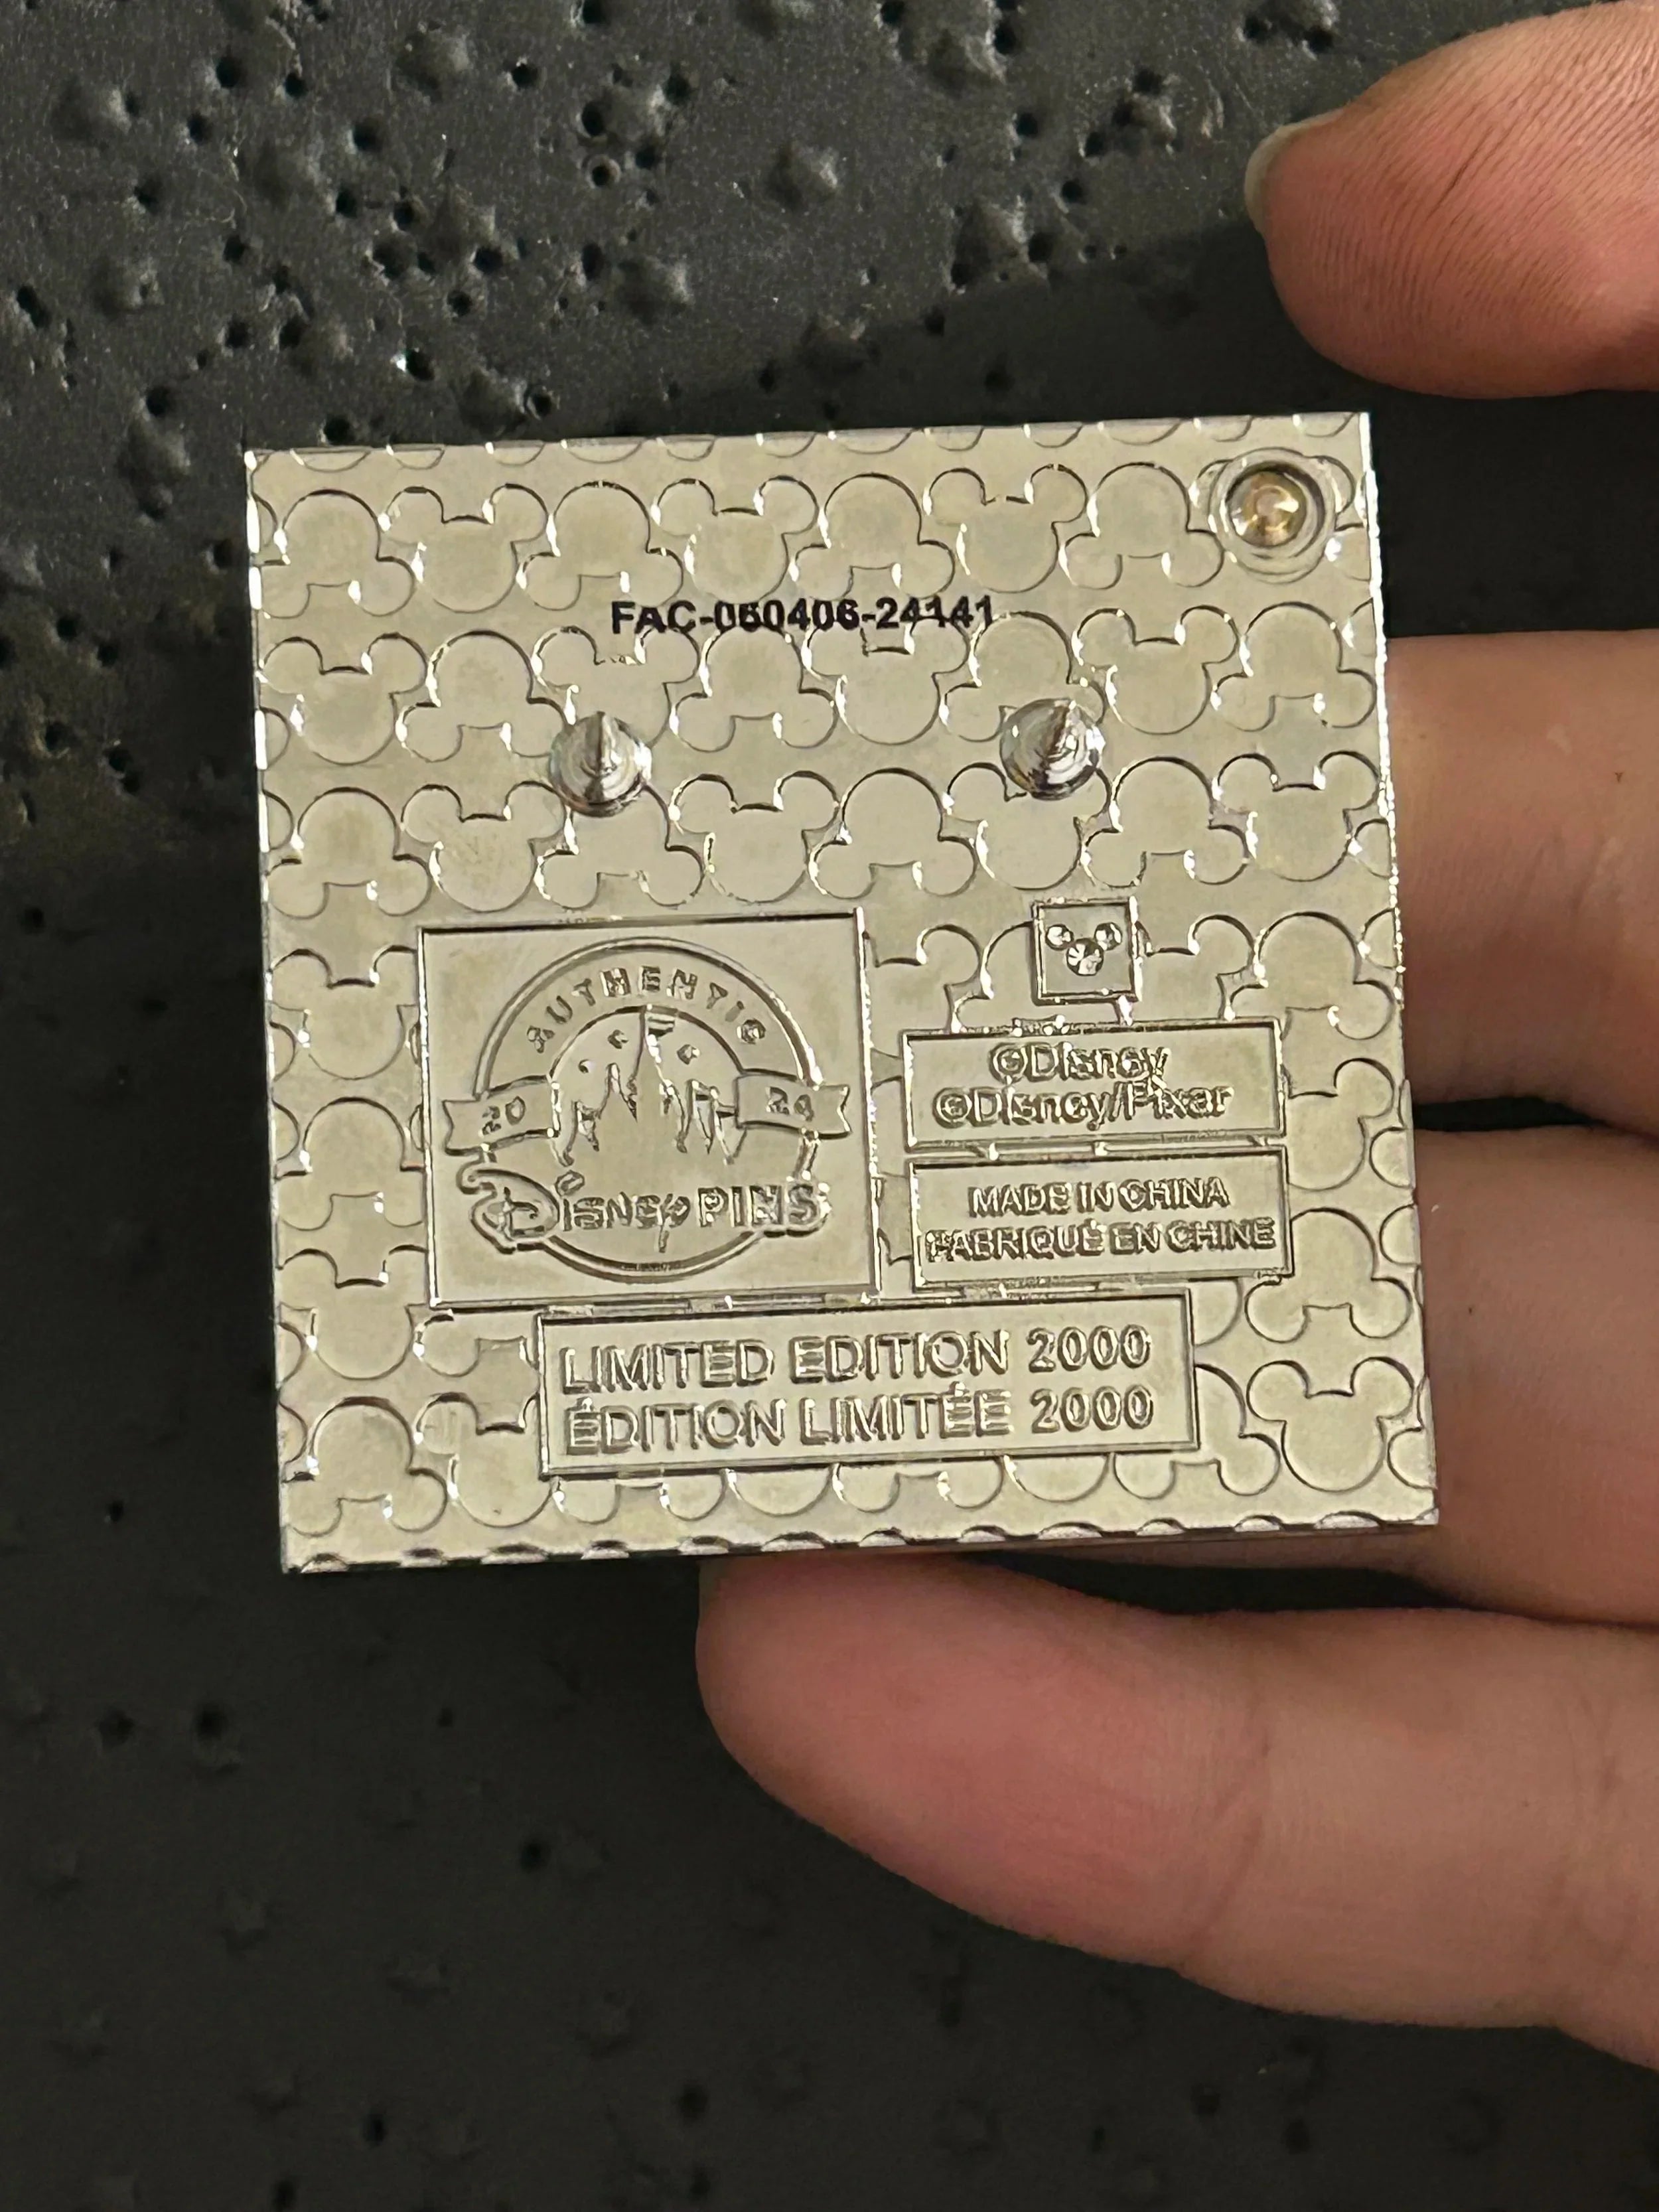 FAC-060406-24141
AUTHENTIC
20 24
Disney PINS
©Disney
©Disney/Pixar
MADE IN CHINA
FABRIQUÉ EN CHINE
LIMITED EDITION 2000
ÉDITION LIMITÉE 2000